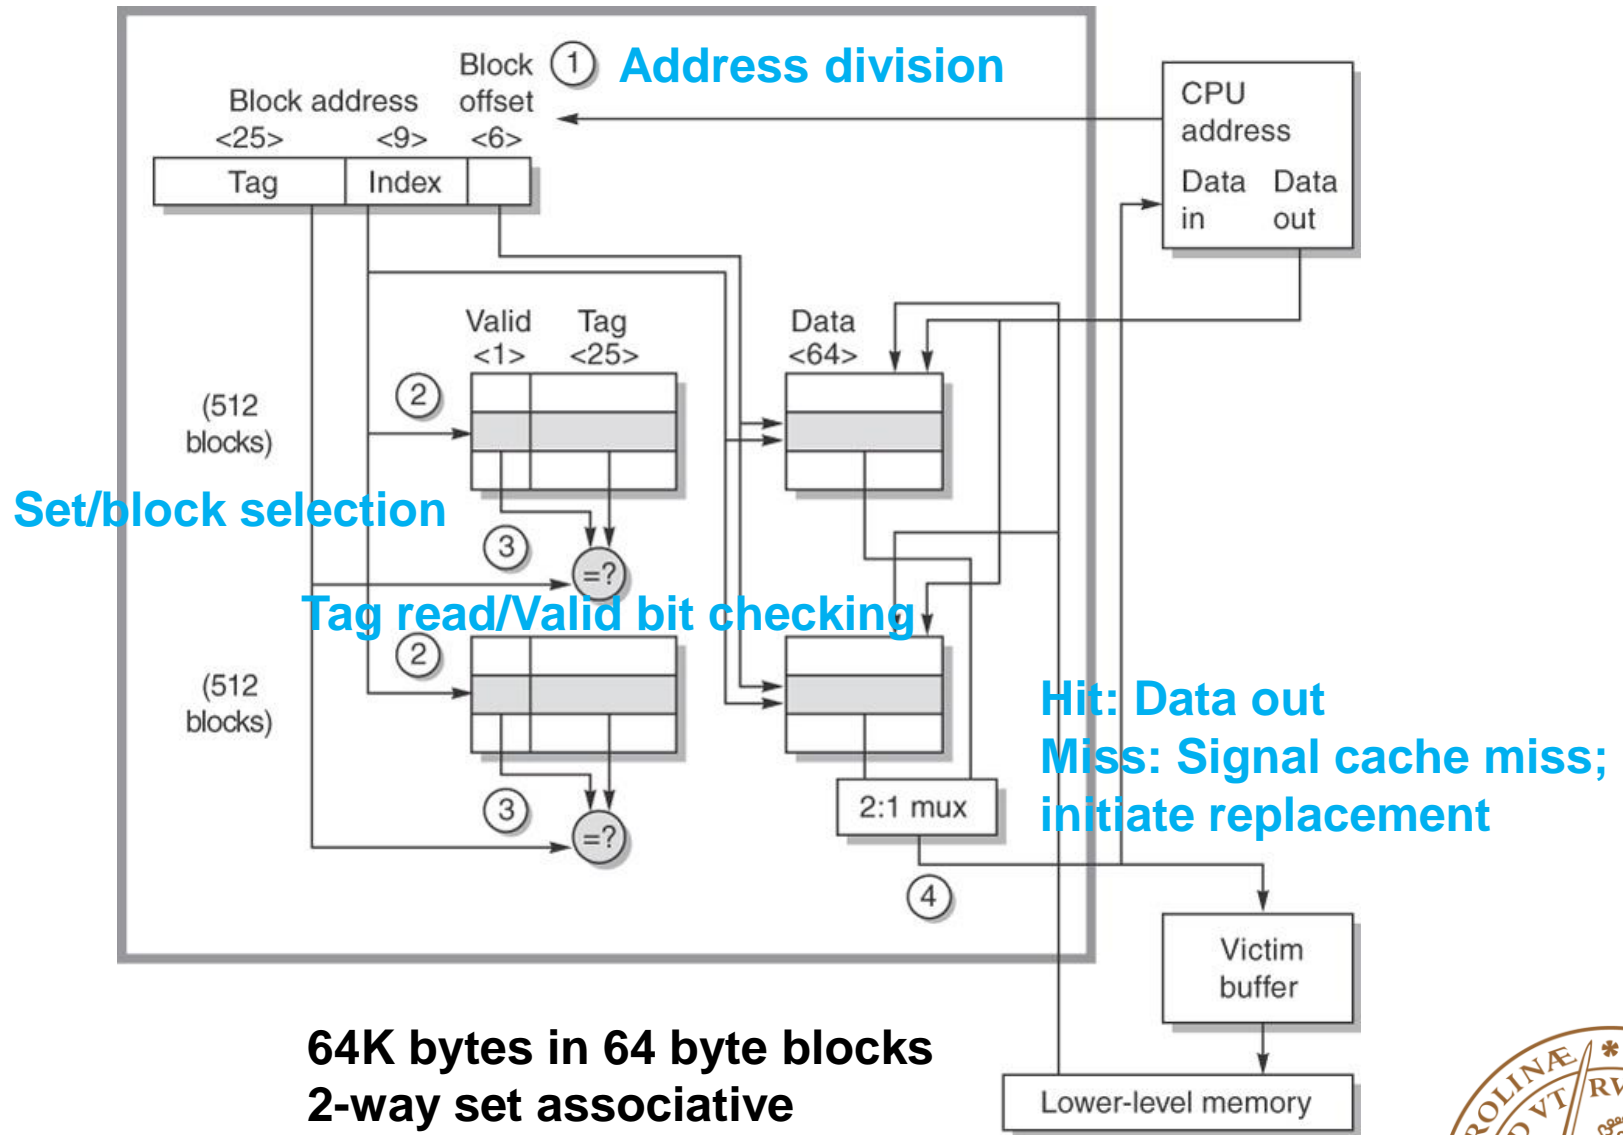 Block
offset
1
Address division
Block address
<25>
<9>
<6>
Tag
Index
CPU
address
Data
in
Data
out
Valid
<1>
Tag
<25>
Data
<64>
(512
blocks)
2
Set/block selection
3
=?
Tag read/Valid bit checking
(512
blocks)
2
3
=?
2:1 mux
4
Hit: Data out
Miss: Signal cache miss;
initiate replacement
Victim
buffer
Lower-level memory
64K bytes in 64 byte blocks
2-way set associative